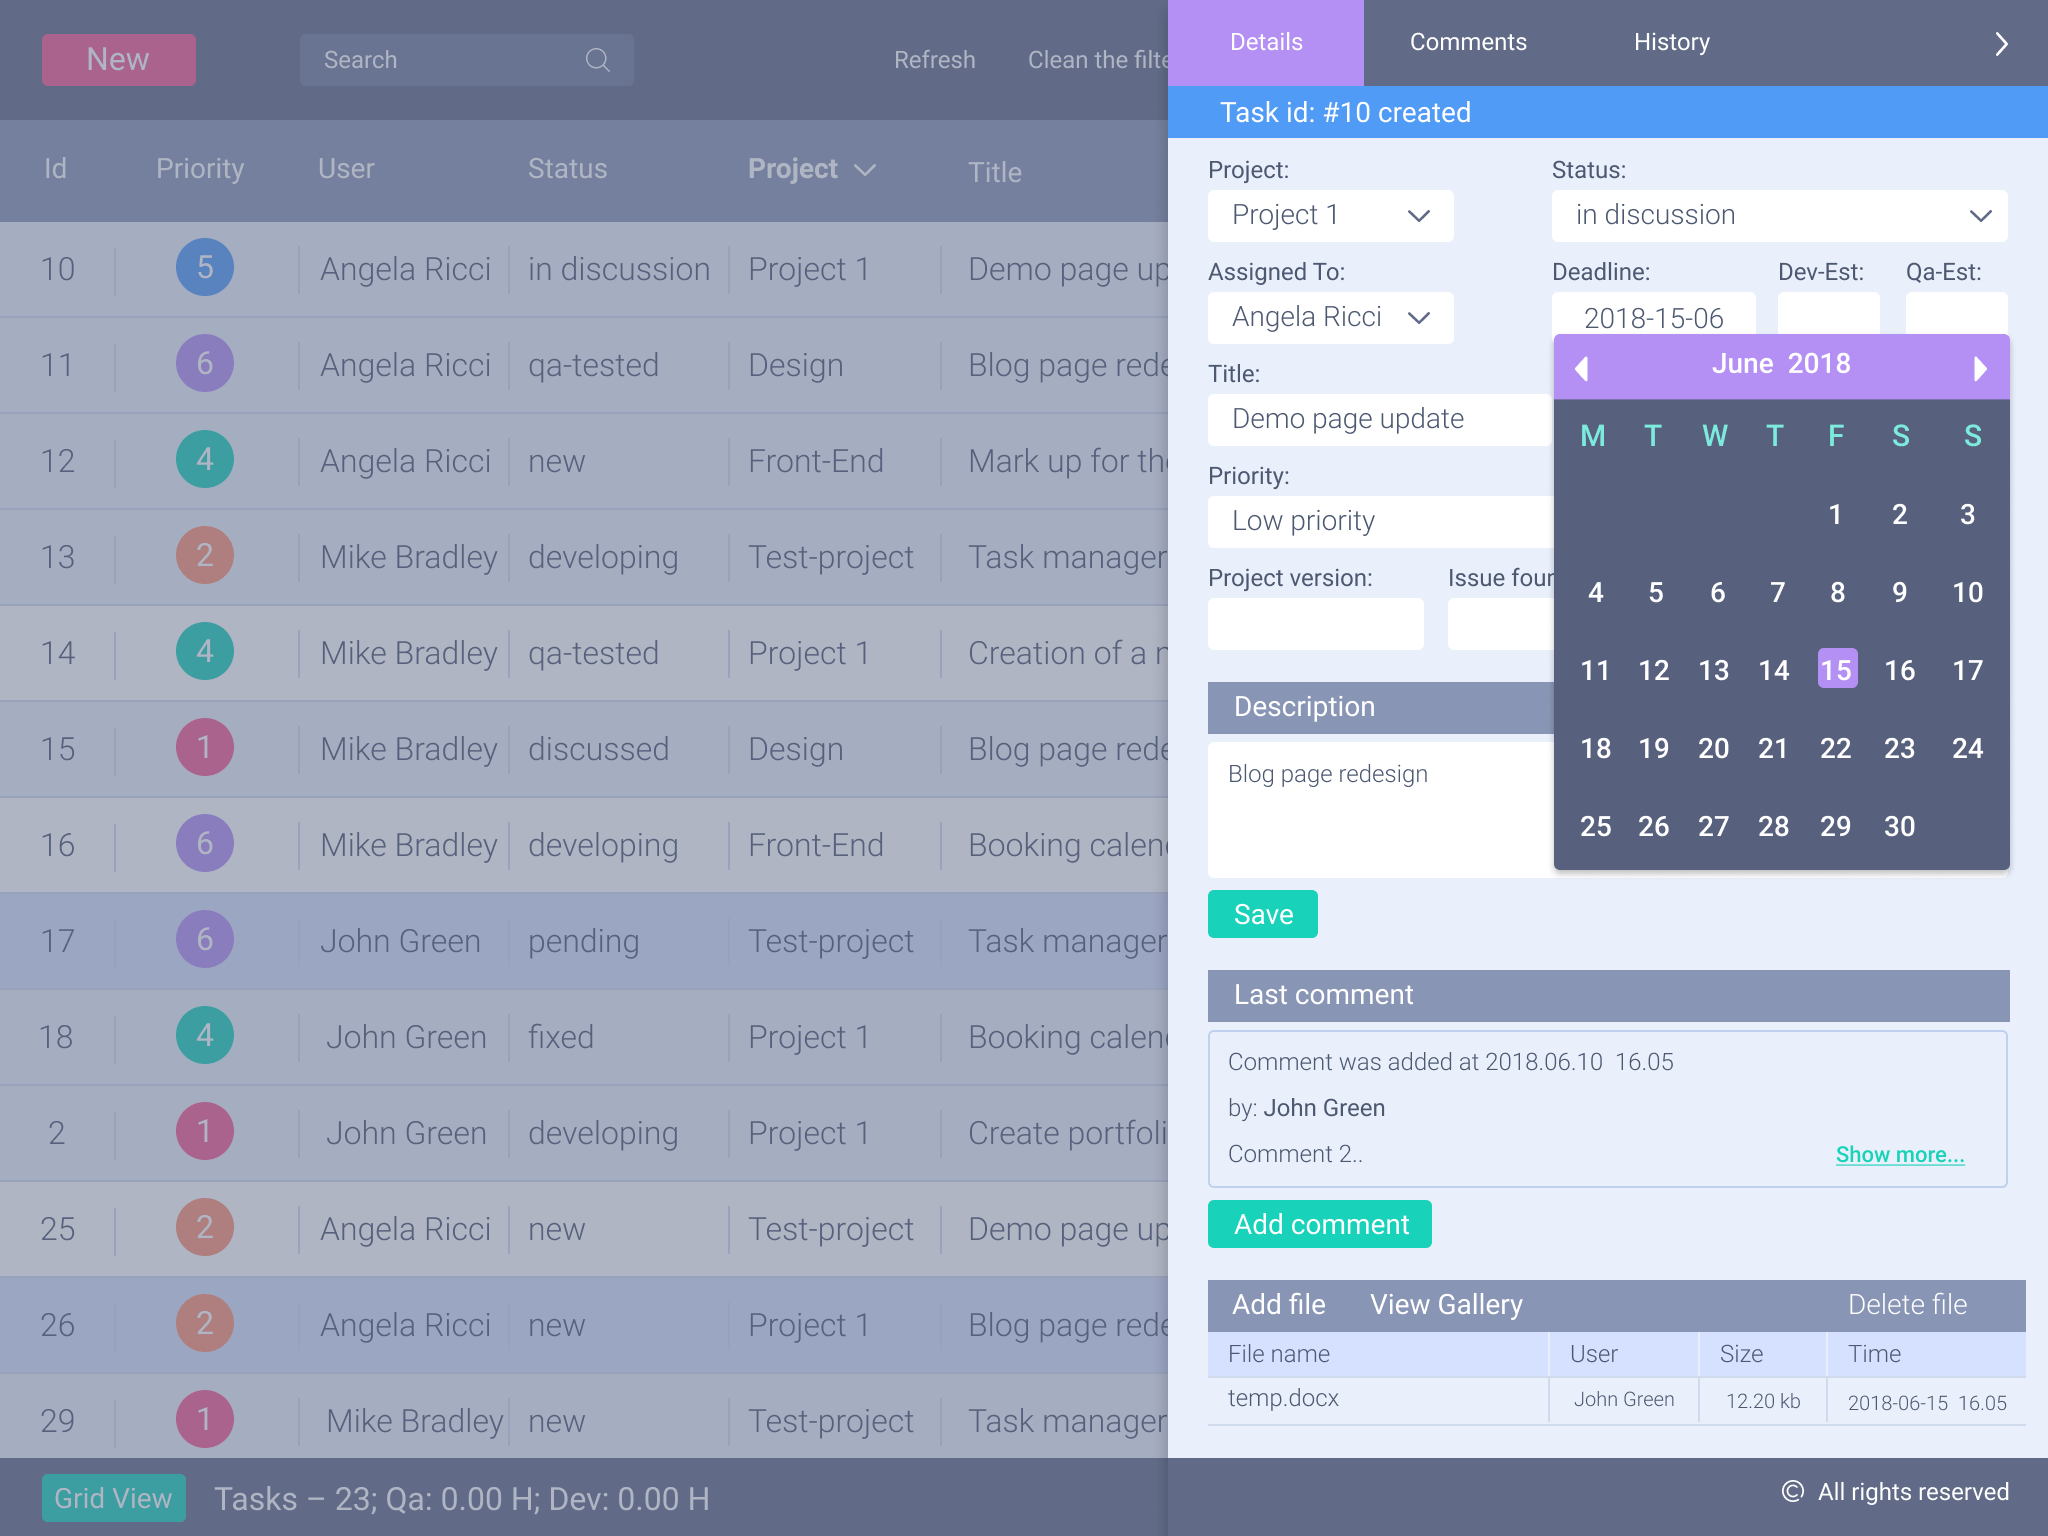 New
Search
Refresh
Clean the filte
Details
Comments
History
Task id: #10 created
Id Priority User Status Project Title
10 5 Angela Ricci in discussion Project 1 Demo page up
11 6 Angela Ricci qa-tested Design Blog page rede
12 4 Angela Ricci new Front-End Mark up for the
13 2 Mike Bradley developing Test-project Task manager
14 4 Mike Bradley qa-tested Project 1 Creation of a n
15 1 Mike Bradley discussed Design Blog page rede
16 6 Mike Bradley developing Front-End Booking calend
17 6 John Green pending Test-project Task manager
18 4 John Green fixed Project 1 Booking calend
2 1 John Green developing Project 1 Create portfoli
25 2 Angela Ricci new Test-project Demo page up
26 2 Angela Ricci new Project 1 Blog page rede
29 1 Mike Bradley new Test-project Task manager
Grid View
Tasks – 23; Qa: 0.00 H; Dev: 0.00 H
Project: Status:
Project 1 in discussion
Assigned To: Deadline: Dev-Est: Qa-Est:
Angela Ricci 2018-15-06
Title:
Demo page update
Priority:
Low priority
Project version: Issue four
June 2018
M T W T F S S
1 2 3
4 5 6 7 8 9 10
11 12 13 14 15 16 17
18 19 20 21 22 23 24
25 26 27 28 29 30
Description
Blog page redesign
Save
Last comment
Comment was added at 2018.06.10 16.05
by: John Green
Comment 2..
Show more...
Add comment
Add file View Gallery Delete file
File name User Size Time
temp.docx John Green 12.20 kb 2018-06-15 16.05
© All rights reserved